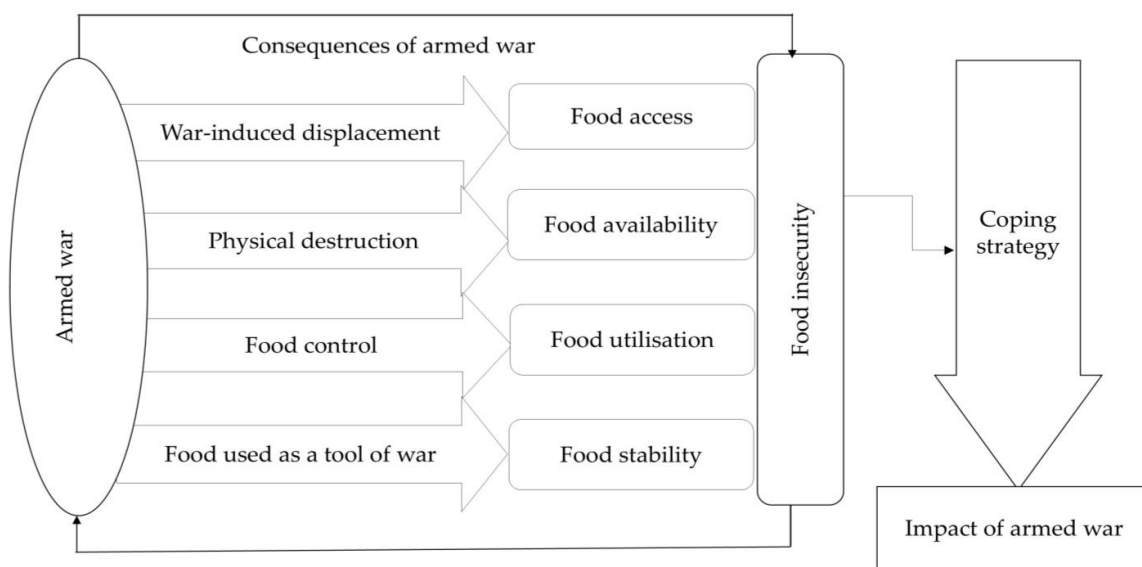 Consequences of armed war
Armed war
War-induced displacement
Food access
Physical destruction
Food availability
Food control
Food utilisation
Food used as a tool of war
Food stability
Food insecurity
Coping
strategy
Impact of armed war